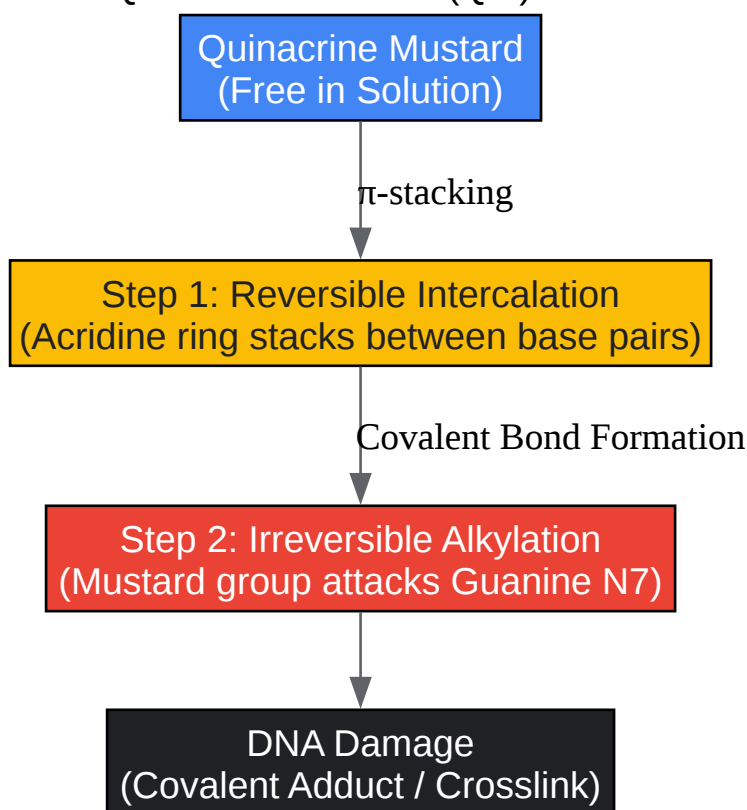 Quinacrine Mustard
(Free in Solution)
π-stacking
Step 1: Reversible Intercalation
(Acridine ring stacks between base pairs)
Covalent Bond Formation
Step 2: Irreversible Alkylation
(Mustard group attacks Guanine N7)
DNA Damage
(Covalent Adduct / Crosslink)